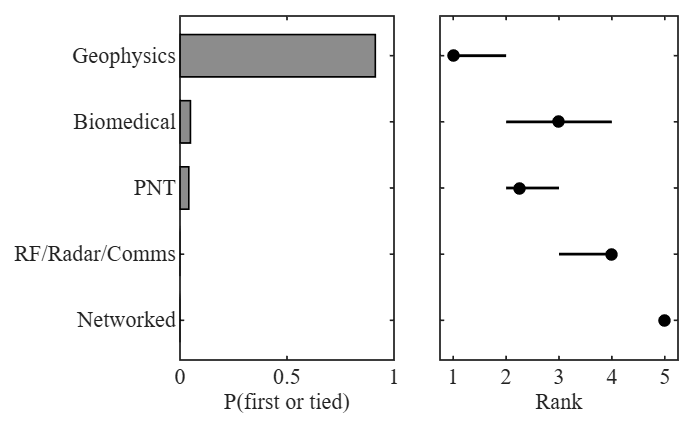 Geophysics
Biomedical
PNT
RF/Radar/Comms
Networked
0 0.5 1
P(first or tied)
1 2 3 4 5
Rank